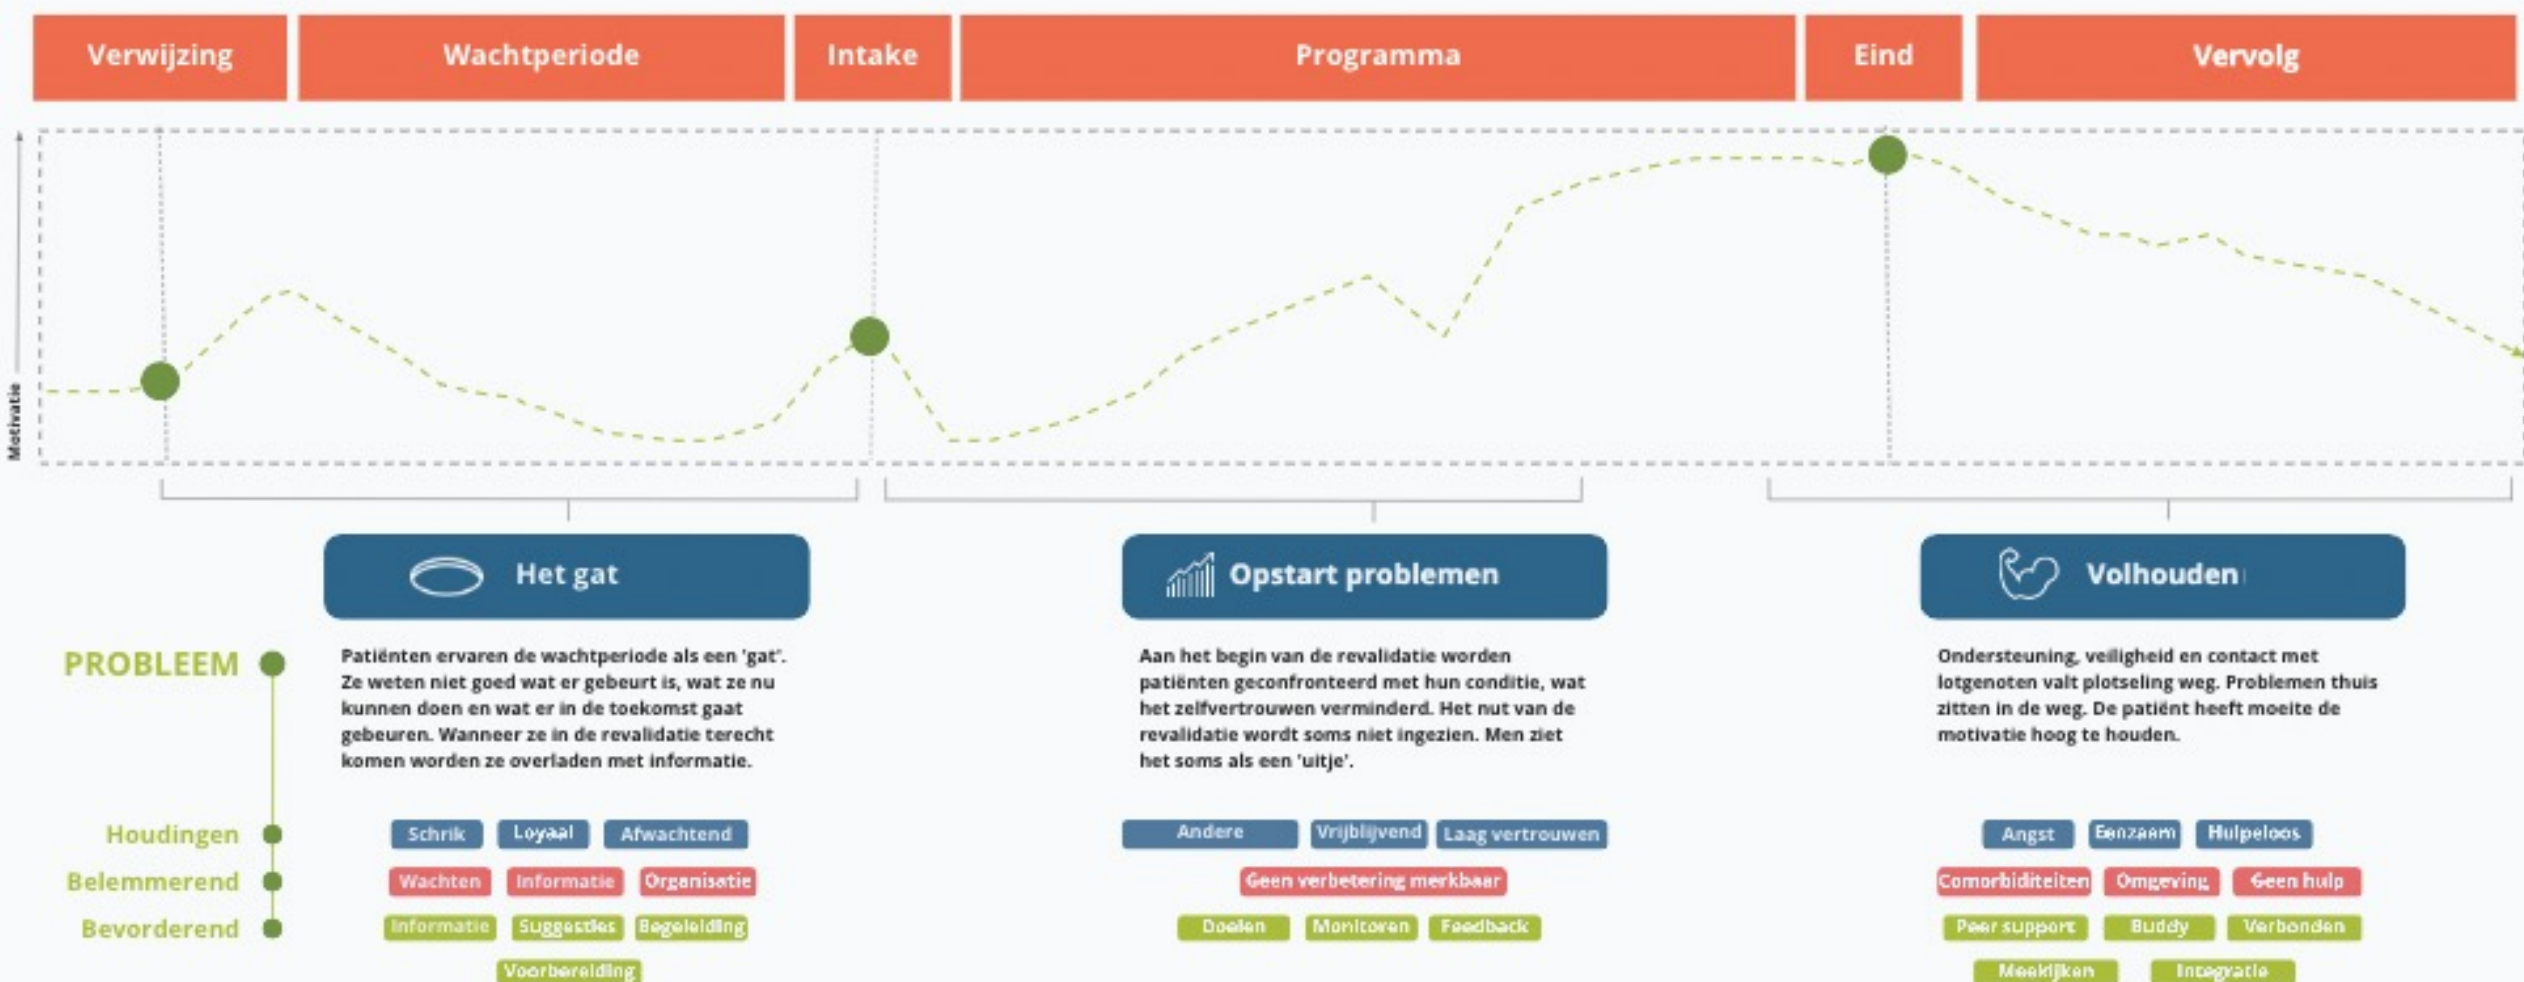 Verwijzing
Wachtperiode
Intake
Programma
Eind
Vervolg
Motivatie
Het gat
Opstart problemen
Volhouden
PROBLEEM
Patiënten ervaren de wachtperiode als een 'gat'.
Ze weten niet goed wat er gebeurt is, wat ze nu
kunnen doen en wat er in de toekomst gaat
gebeuren. Wanneer ze in de revalidatie terecht
komen worden ze overladen met informatie.
Aan het begin van de revalidatie worden
patiënten geconfronteerd met hun conditie, wat
het zelfvertrouwen verminderd. Het nut van de
revalidatie wordt soms niet ingezien. Men ziet
het soms als een 'uitje'.
Ondersteuning, veiligheid en contact met
lotgenoten valt plotseling weg. Problemen thuis
zitten in de weg. De patiënt heeft moeite de
motivatie hoog te houden.
Houdingen
Schrik
Loyaal
Afwachtend
Andere
Vrijblijvend
Laag vertrouwen
Angst
Eenzaam
Hulpeloos
Belemmerend
Wachten
Informatie
Organisatie
Geen verbetering merkbaar
Comorbiditeiten
Omgeving
Geen hulp
Bevorderend
Informatie
Suggesties
Begeleiding
Doelen
Monitoren
Feedback
Peer support
Buddy
Verbonden
Voorbereiding
Meekijken
Integratie